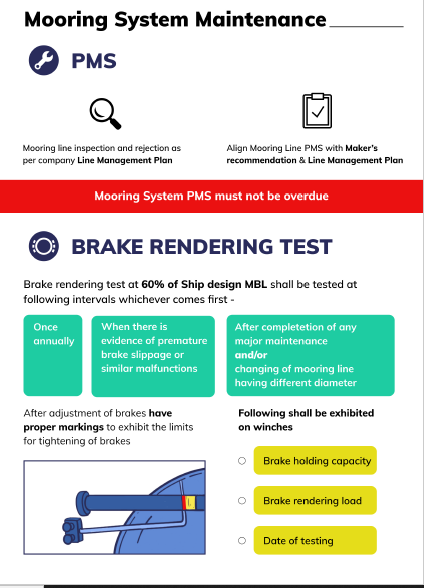 Mooring System Maintenance
PMS
Mooring line inspection and rejection as
per company Line Management Plan
Align Mooring Line PMS with Maker's
recommendation & Line Management Plan
Mooring System PMS must not be overdue
BRAKE RENDERING TEST
Brake rendering test at 60% of Ship design MBL shall be tested at
following intervals whichever comes first -
Once
annually
When there is
evidence of premature
brake slippage or
similar malfunctions
After completetion of any
major maintenance
and/or
changing of mooring line
having different diameter
After adjustment of brakes have
proper markings to exhibit the limits
for tightening of brakes
Following shall be exhibited
on winches
Brake holding capacity
Brake rendering load
Date of testing